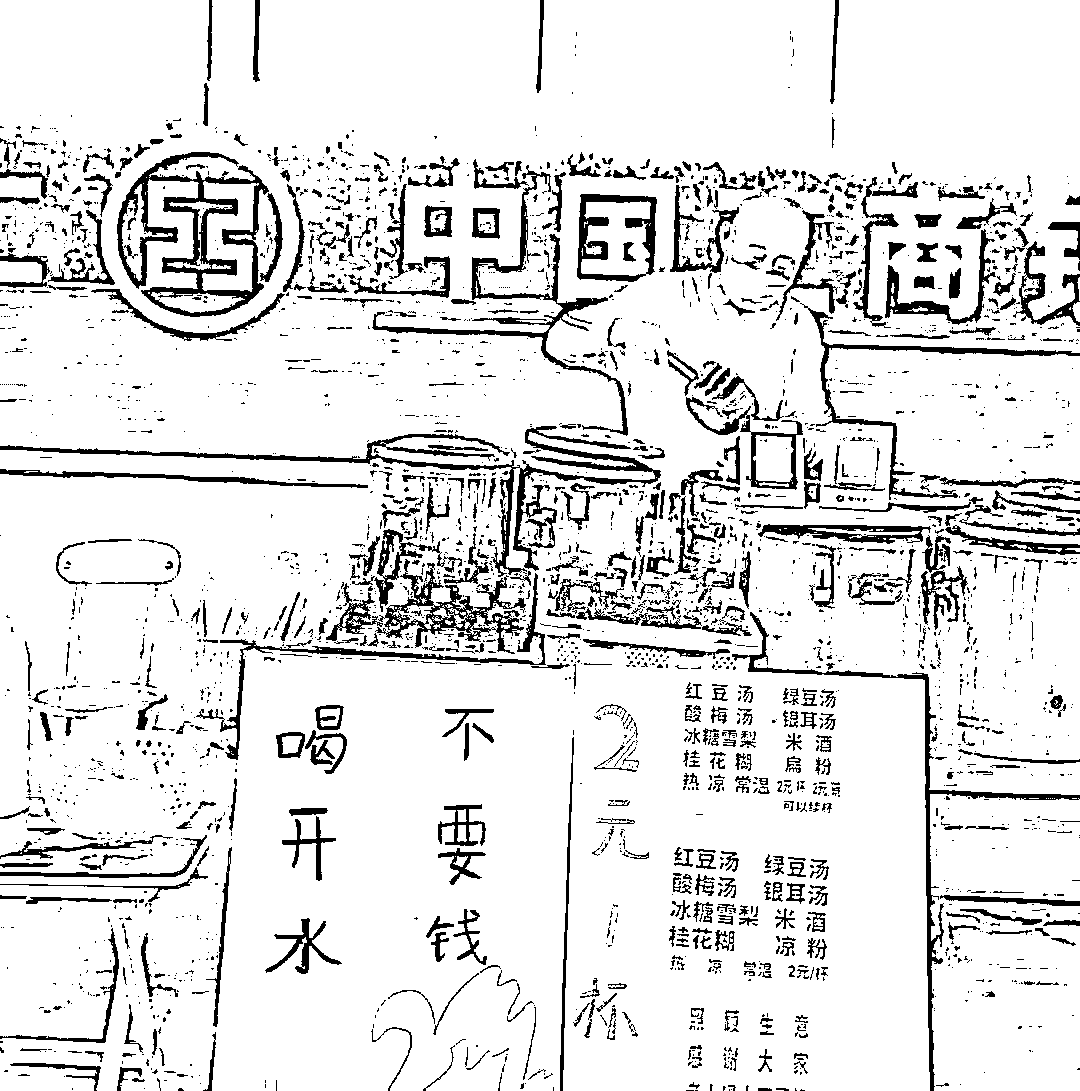 中国工商银
喝开水
不要钱
2元1杯
红豆汤 绿豆汤
酸梅汤 银耳汤
冰糖雪梨 米酒
桂花糊 凉粉
热 凉 常温 2元/杯
可以续杯
红豆汤 绿豆汤
酸梅汤 银耳汤
冰糖雪梨 米酒
桂花糊 凉粉
热 凉 常温 2元/杯
照顾生意
感谢大家